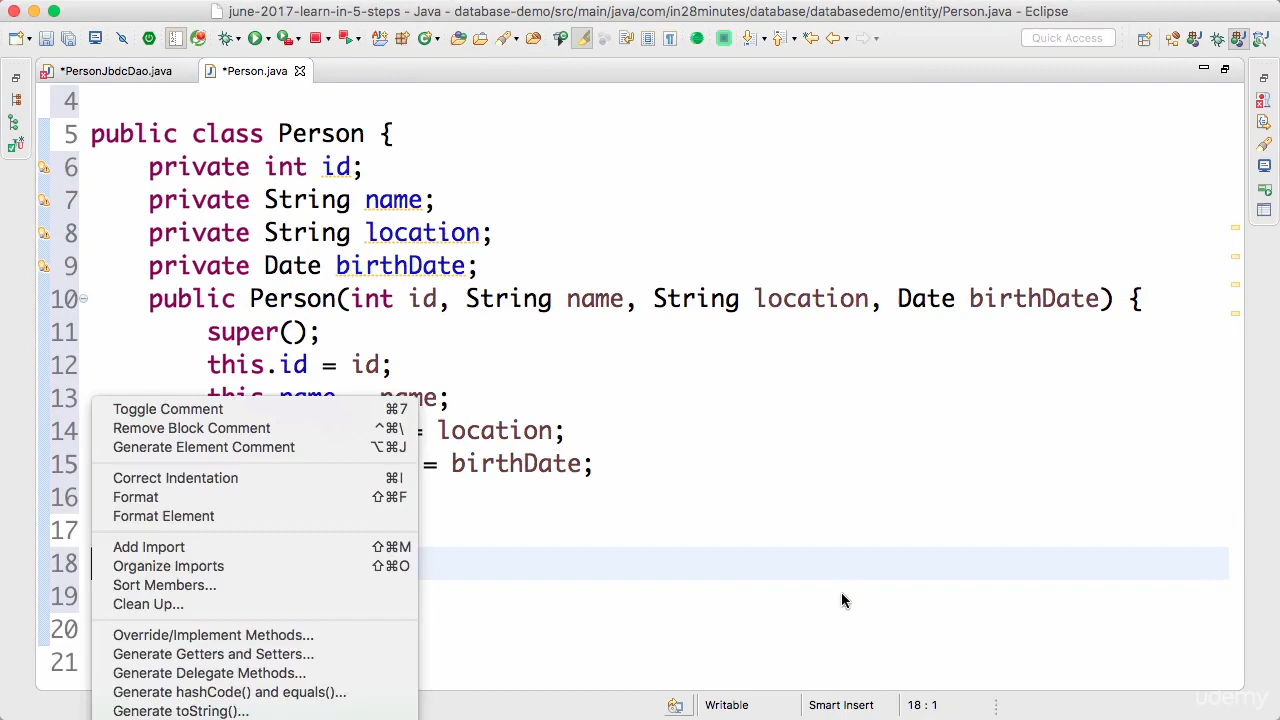 june-2017-learn-in-5-steps - Java - database-demo/src/main/java/com/in28minutes/database/databasedemo/entity/Person.java - Eclipse
Quick Access
*PersonJbdcDao.java
*Person.java
4
5 public class Person {
6 private int id;
7 private String name;
8 private String location;
9 private Date birthDate;
10 public Person(int id, String name, String location, Date birthDate) {
11 super();
12 this.id = id;
13 this.name = name;
14 = location;
15 = birthDate;
16
17
18
19
20
21
Toggle Comment ⌘7
Remove Block Comment ^⌘\
Generate Element Comment ⌥⌘J
Correct Indentation ⌘I
Format ⇧⌘F
Format Element
Add Import ⇧⌘M
Organize Imports ⇧⌘O
Sort Members...
Clean Up...
Override/Implement Methods...
Generate Getters and Setters...
Generate Delegate Methods...
Generate hashCode() and equals()...
Generate toString()...
Writable
Smart Insert
18 : 1
udemy